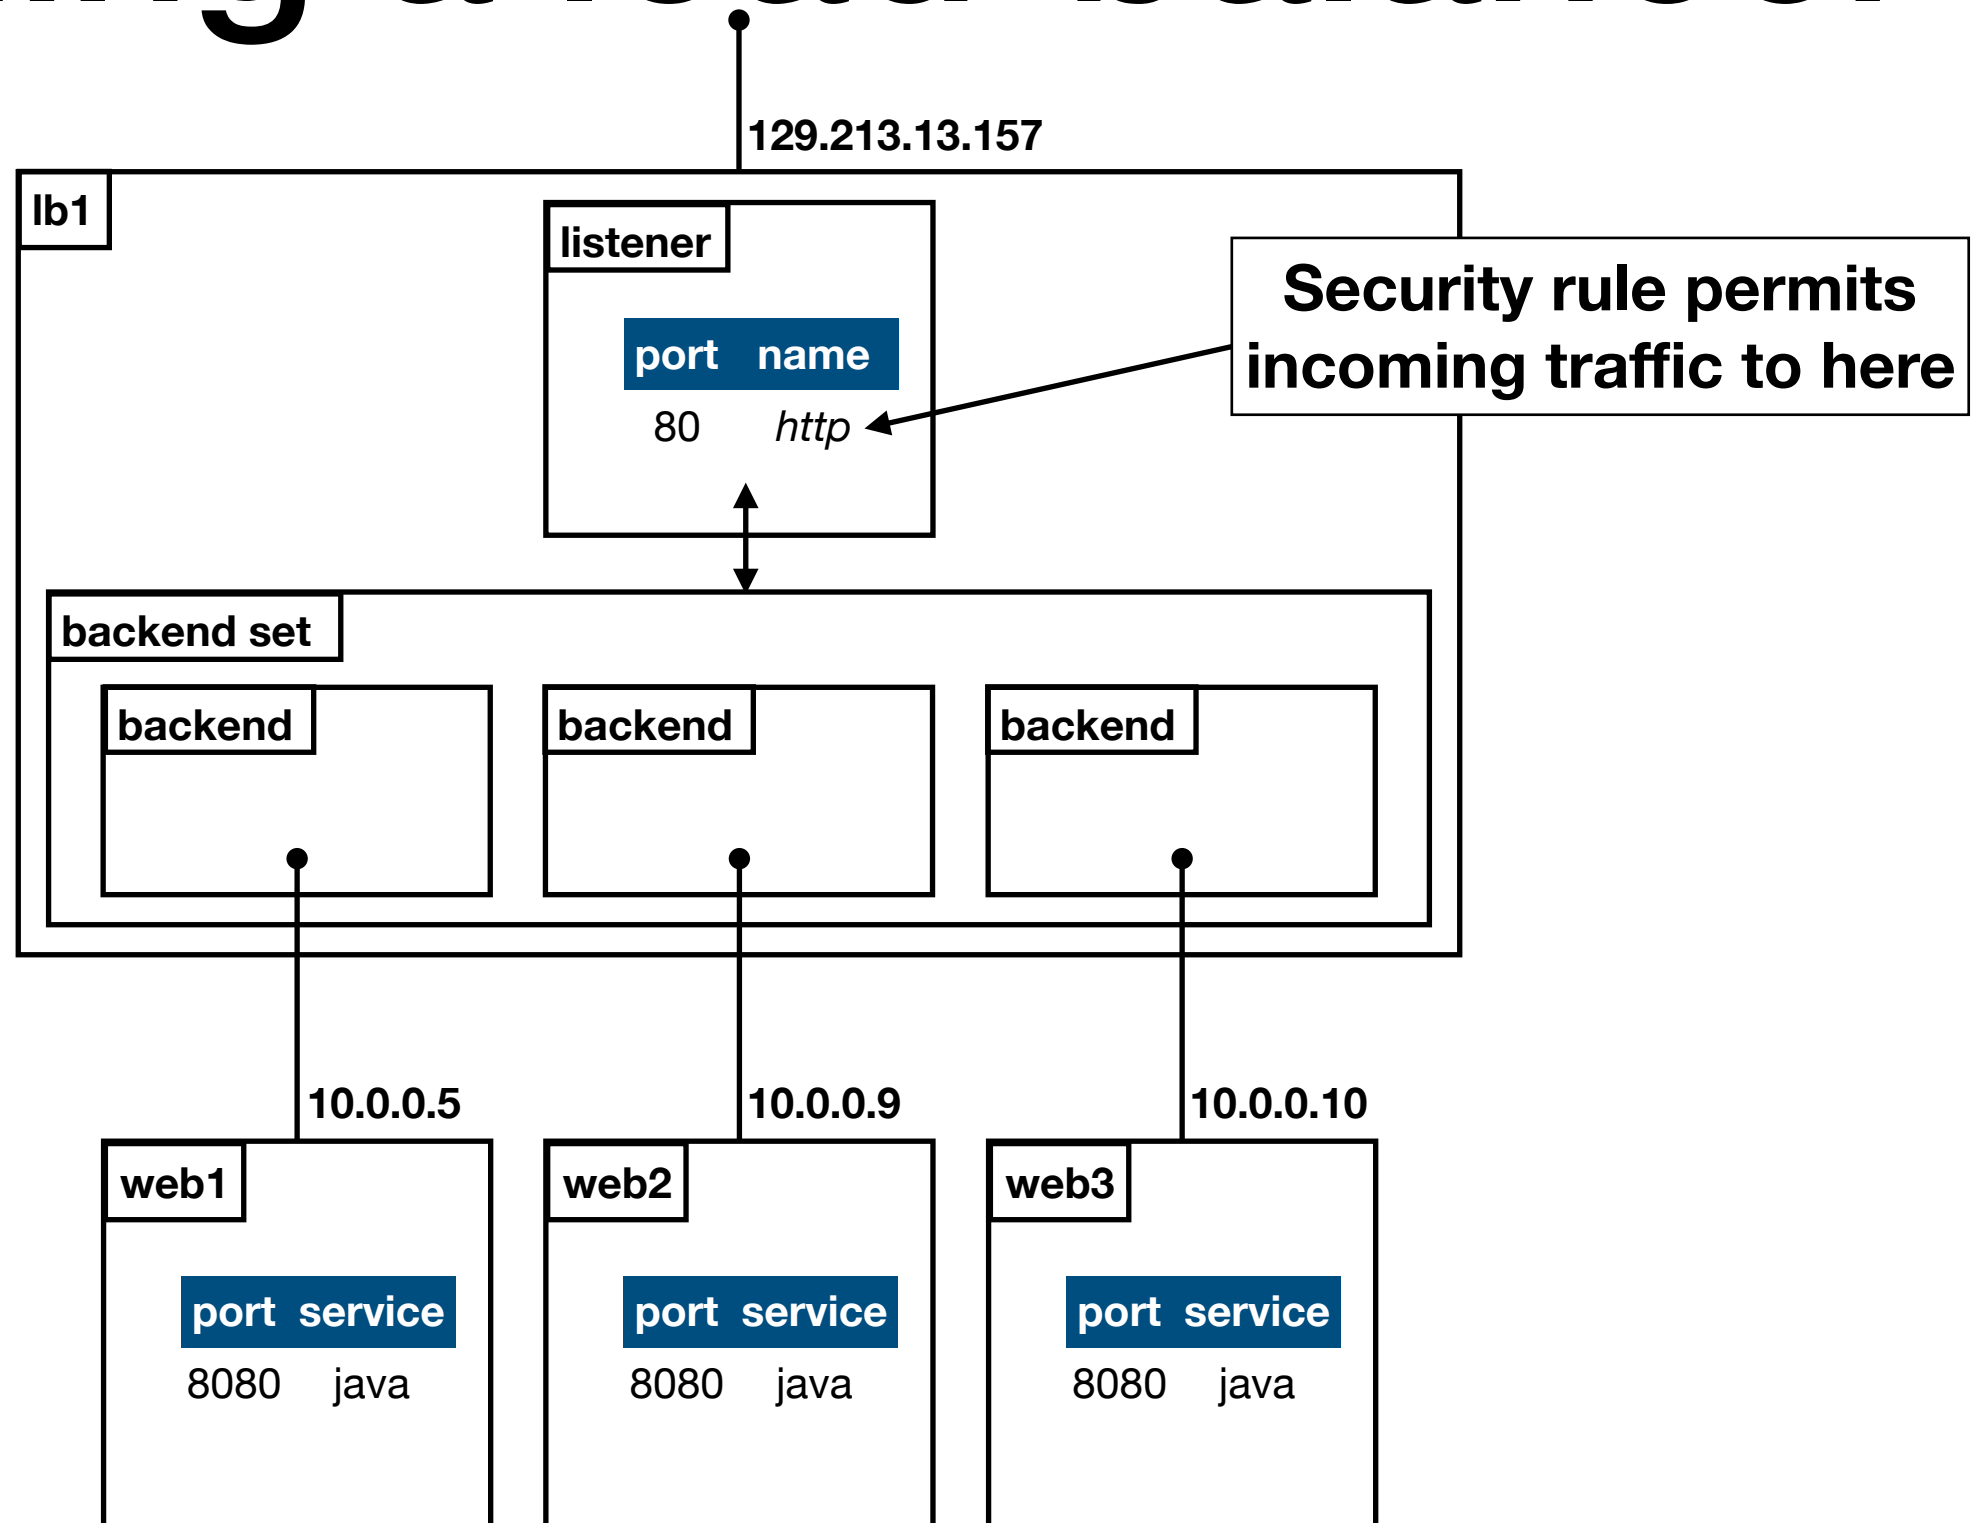 129.213.13.157
lb1
listener
Security rule permits
incoming traffic to here
port name
80 http
backend set
backend backend backend
10.0.0.5 10.0.0.9 10.0.0.10
web1 web2 web3
port service port service port service
8080 java 8080 java 8080 java